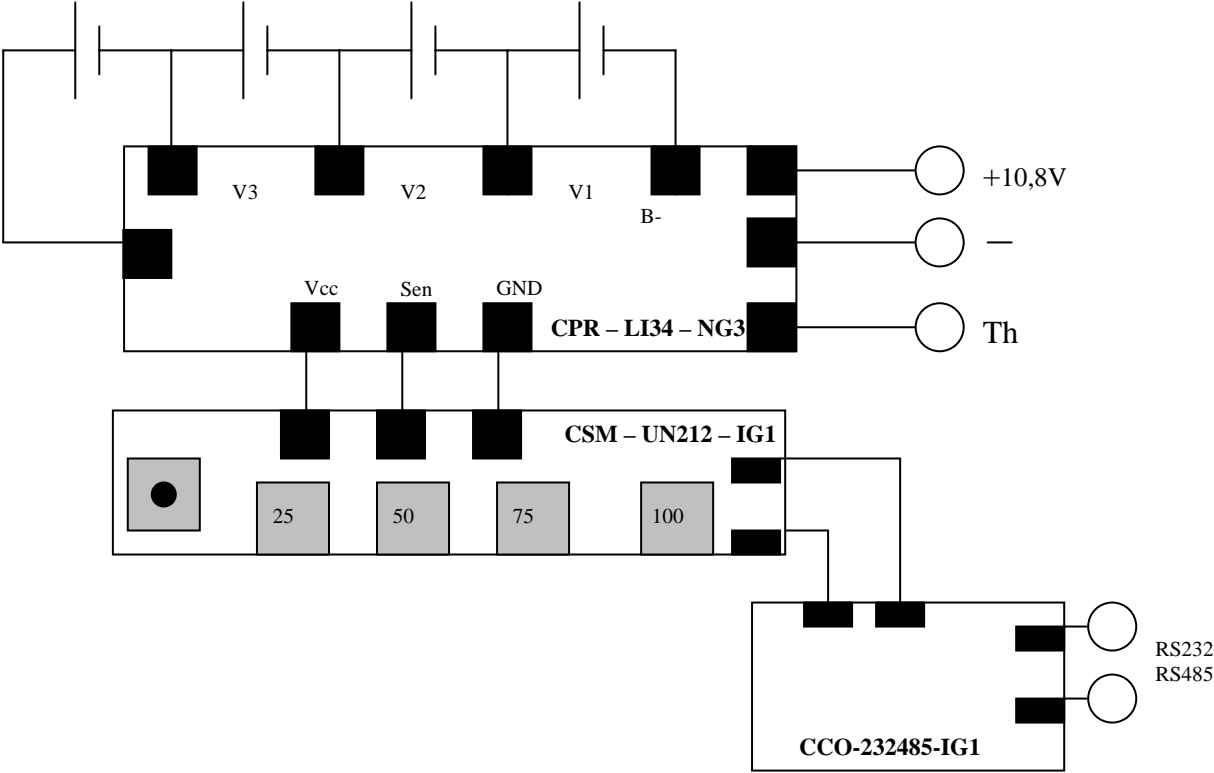 +10,8V
V3 V2 V1
B-
—
Vcc Sen GND
CPR – LI34 – NG3
Th
CSM – UN212 – IG1
25 50 75 100
RS232
RS485
CCO-232485-IG1